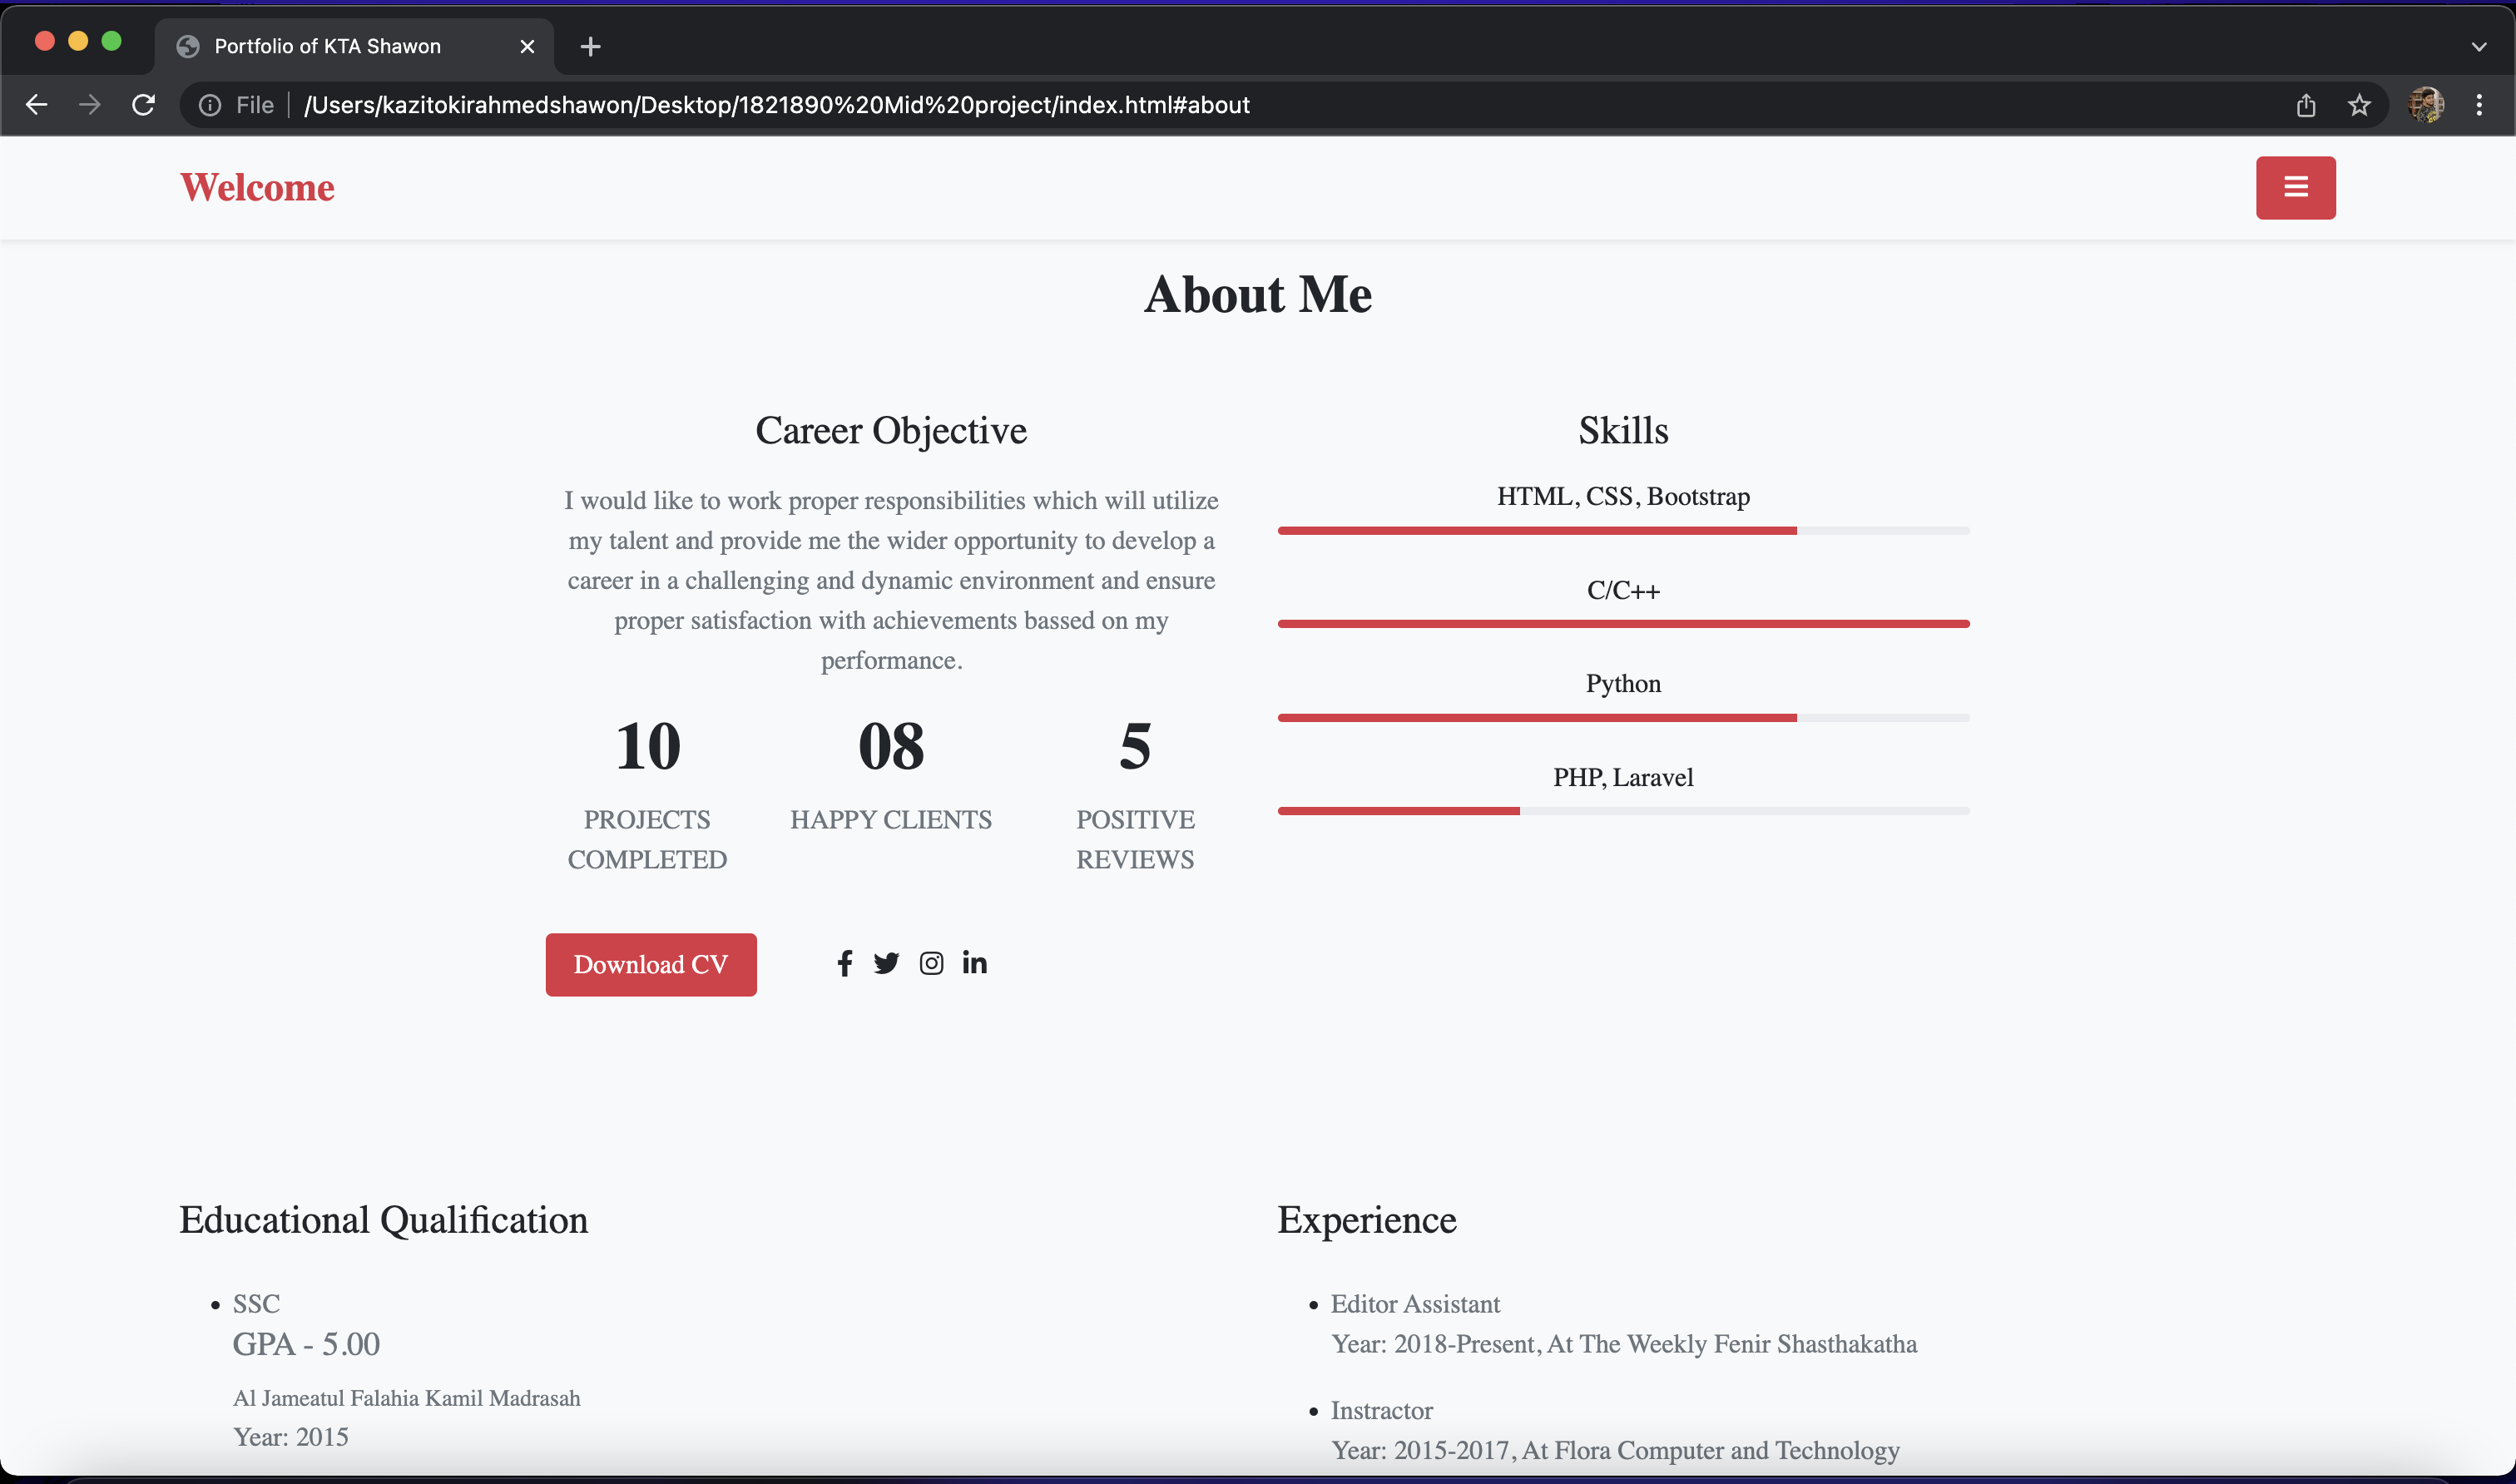 Portfolio of KTA Shawon
File
/Users/kazitokirahmedshawon/Desktop/1821890%20Mid%20project/index.html#about
Welcome
About Me
Career Objective
I would like to work proper responsibilities which will utilize
my talent and provide me the wider opportunity to develop a
career in a challenging and dynamic environment and ensure
proper satisfaction with achievements bassed on my
performance.
10
PROJECTS
COMPLETED
08
HAPPY CLIENTS
5
POSITIVE
REVIEWS
Download CV
Skills
HTML, CSS, Bootstrap
C/C++
Python
PHP, Laravel
Educational Qualification
SSC
GPA - 5.00
Al Jameatul Falahia Kamil Madrasah
Year: 2015
Experience
Editor Assistant
Year: 2018-Present, At The Weekly Fenir Shasthakatha
Instractor
Year: 2015-2017, At Flora Computer and Technology